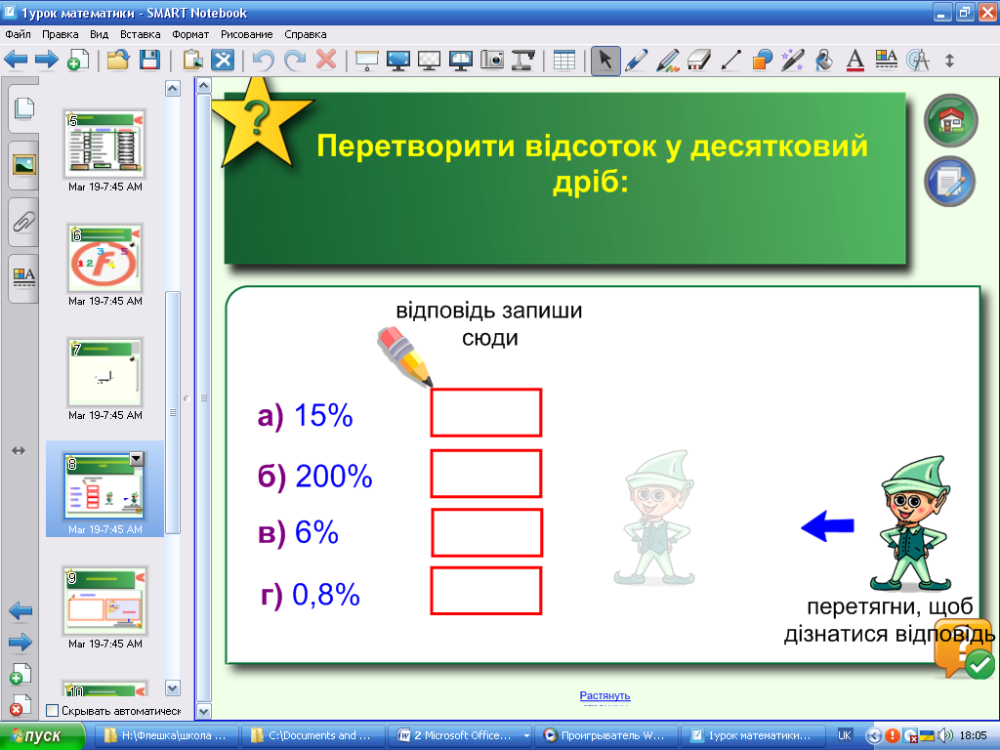 1урок математики - SMART Notebook
Файл Правка Вид Вставка Формат Рисование Справка
5
Mar 19-7:45 AM
6
Mar 19-7:45 AM
7
Mar 19-7:45 AM
8
Mar 19-7:45 AM
9
Mar 19-7:45 AM
10
Скрывать автоматическ
?
Перетворити відсоток у десятковий
дріб:
відповідь запиши
сюди
а) 15%
б) 200%
в) 6%
г) 0,8%
перетягни, щоб
дізнатися відповідь
Растянуть
пуск
H:\Флешка\школа ...
C:\Documents and ...
2 Microsoft Office...
Проигрыватель W...
1урок математики...
UK
18:05